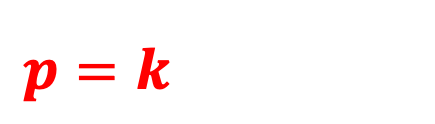 p = k